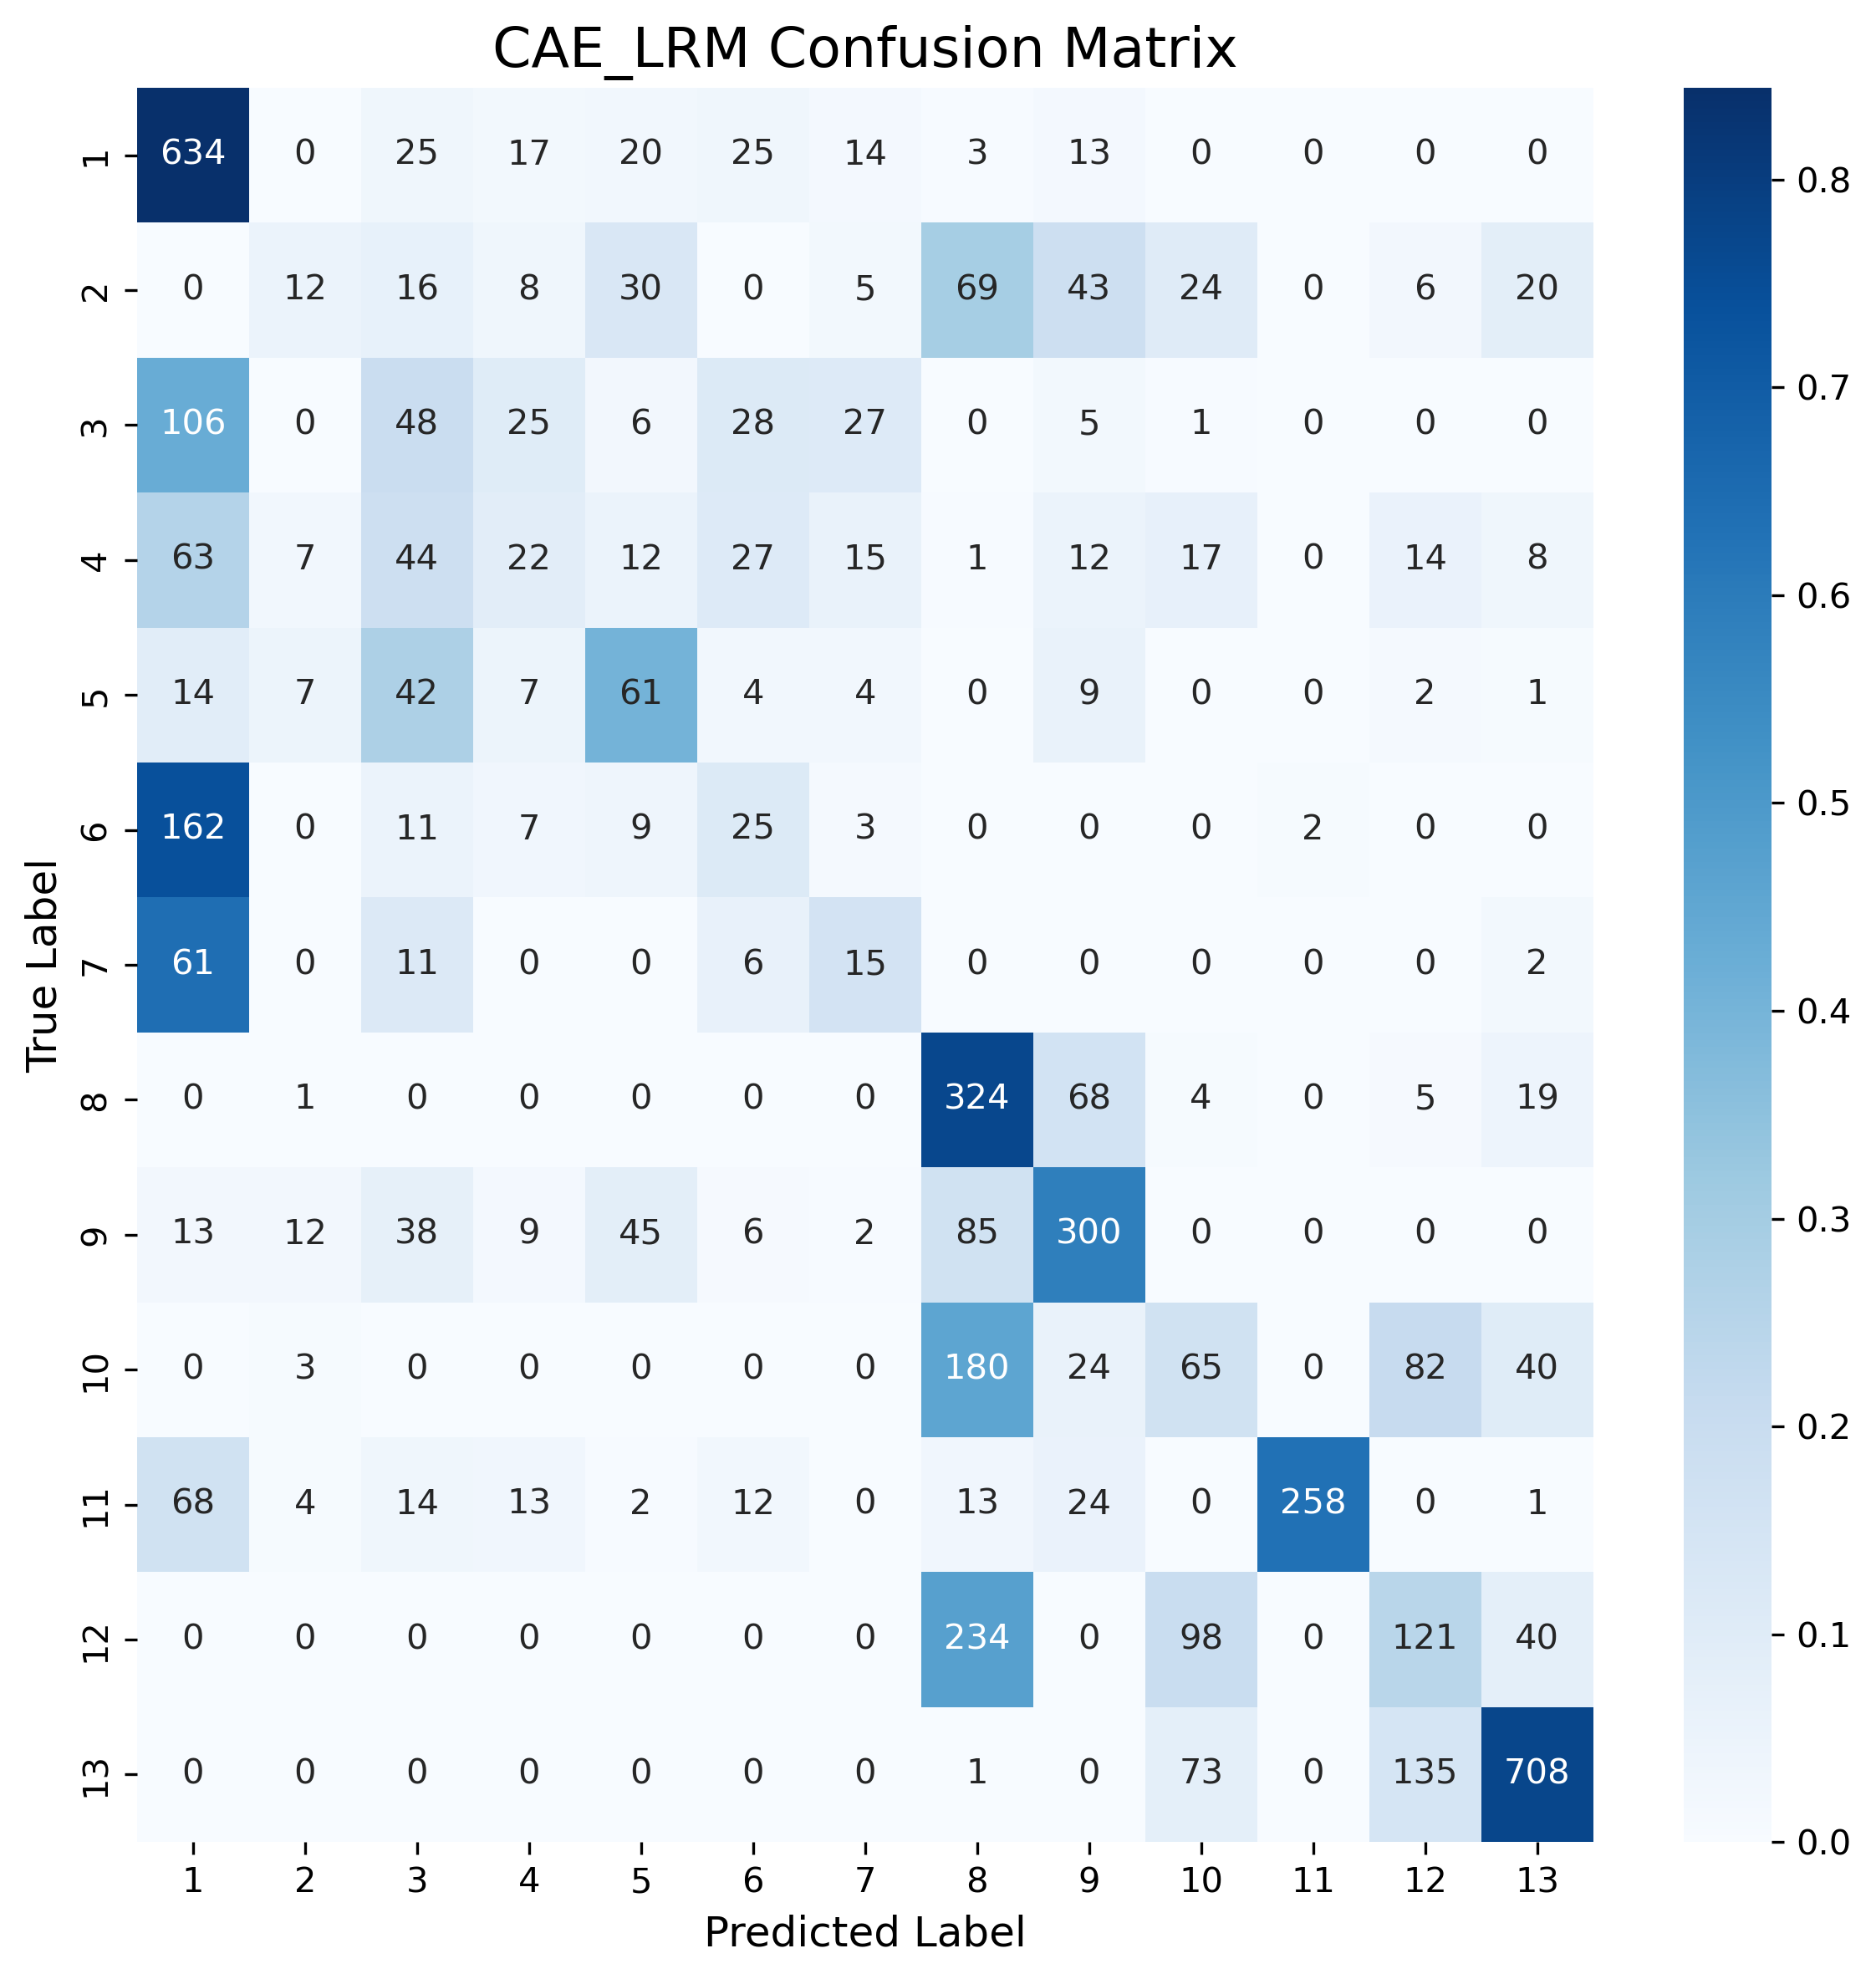 CAE_LRM Confusion Matrix
1 634 0 25 17 20 25 14 3 13 0 0 0 0
2 0 12 16 8 30 0 5 69 43 24 0 6 20
3 106 0 48 25 6 28 27 0 5 1 0 0 0
4 63 7 44 22 12 27 15 1 12 17 0 14 8
5 14 7 42 7 61 4 4 0 9 0 0 2 1
6 162 0 11 7 9 25 3 0 0 0 2 0 0
7 61 0 11 0 0 6 15 0 0 0 0 0 2
8 0 1 0 0 0 0 0 324 68 4 0 5 19
9 13 12 38 9 45 6 2 85 300 0 0 0 0
10 0 3 0 0 0 0 0 180 24 65 0 82 40
11 68 4 14 13 2 12 0 13 24 0 258 0 1
12 0 0 0 0 0 0 0 234 0 98 0 121 40
13 0 0 0 0 0 0 0 1 0 73 0 135 708
1 2 3 4 5 6 7 8 9 10 11 12 13
Predicted Label
True Label
0.8
0.7
0.6
0.5
0.4
0.3
0.2
0.1
0.0